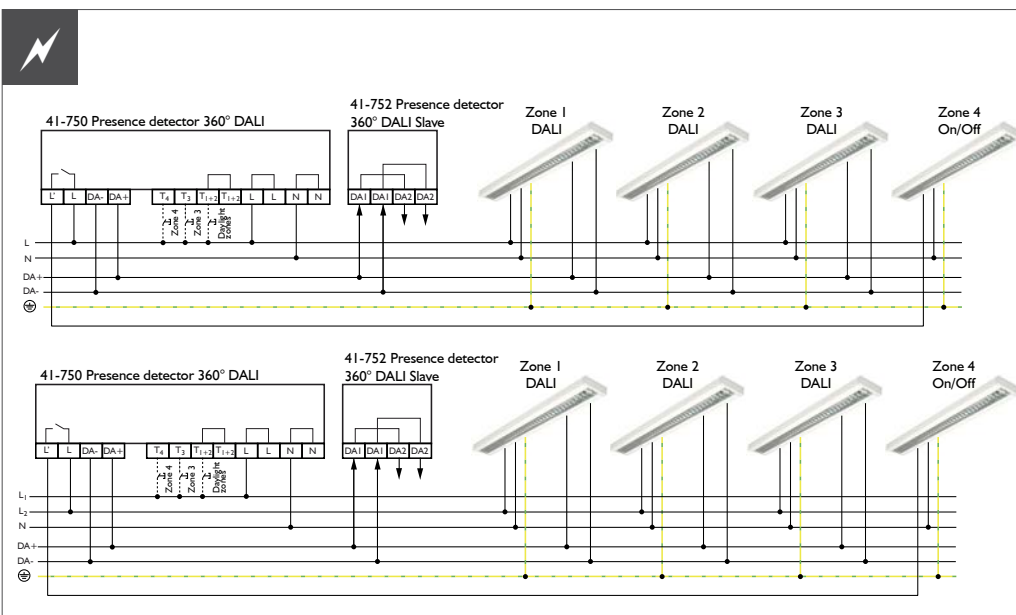 41-750 Presence detector 360° DALI
41-752 Presence detector
360° DALI Slave
Zone 1
DALI
Zone 2
DALI
Zone 3
DALI
Zone 4
On/Off
L' L DA- DA+ T4 T3 T1+2 T1+2 L L N N
DA1 DA1 DA2 DA2
Zone 4
Zone 3
Daylight
zones
L
N
DA+
DA-
41-750 Presence detector 360° DALI
41-752 Presence detector
360° DALI Slave
Zone 1
DALI
Zone 2
DALI
Zone 3
DALI
Zone 4
On/Off
L' L DA- DA+ T4 T3 T1+2 T1+2 L L N N
DA1 DA1 DA2 DA2
Zone 4
Zone 3
Daylight
zones
L1
L2
N
DA+
DA-